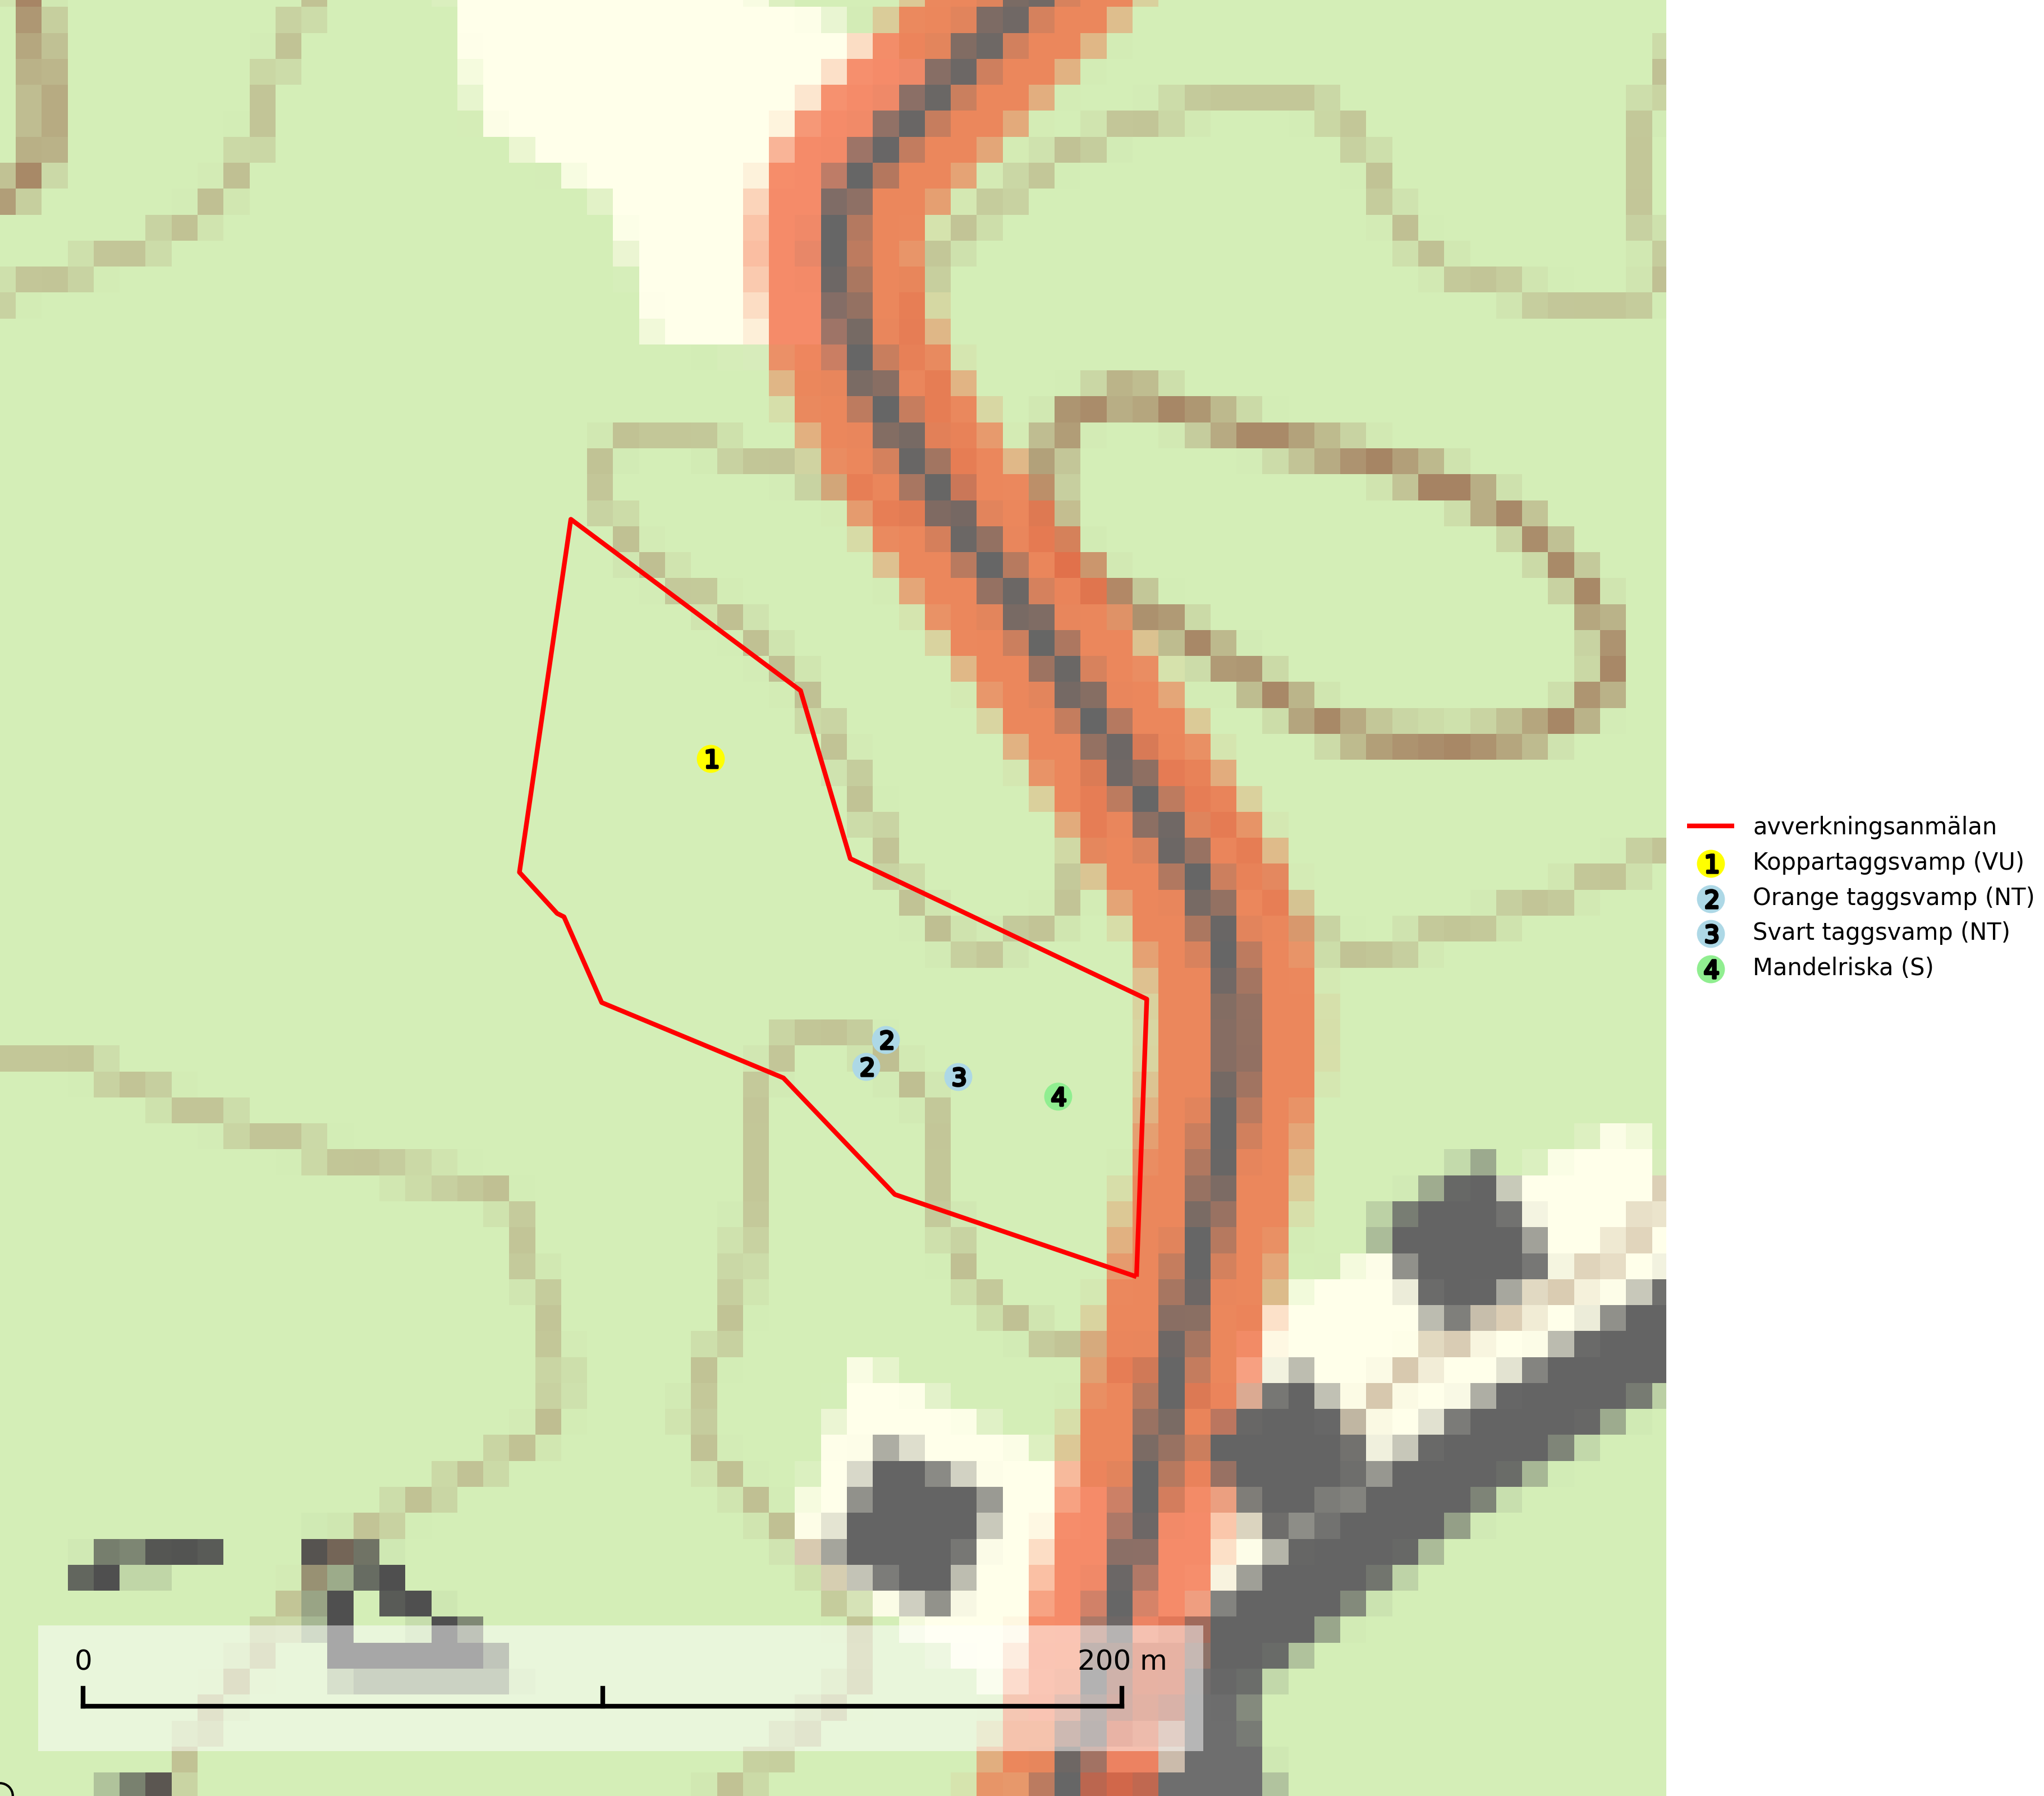 1
2
2
3
4
avverkningsanmälan
1 Koppartaggsvamp (VU)
2 Orange taggsvamp (NT)
3 Svart taggsvamp (NT)
4 Mandelriska (S)
0 200 m